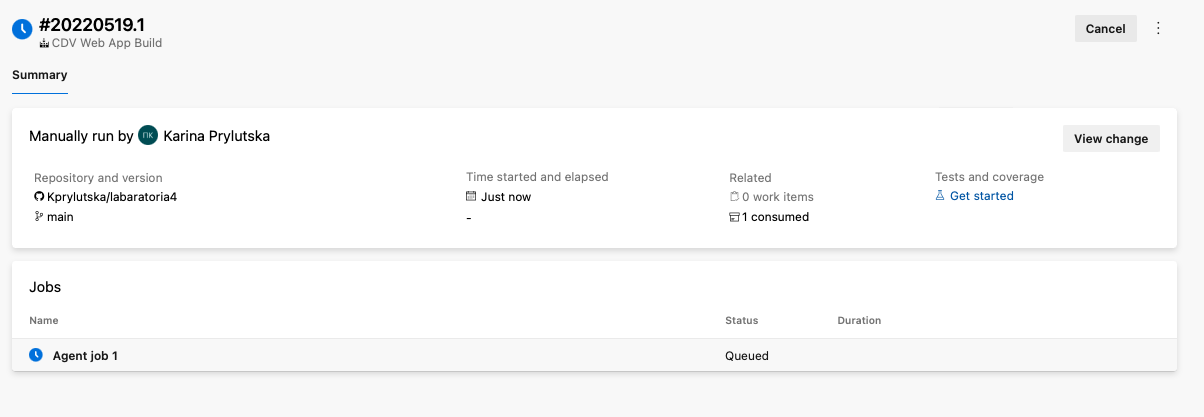 #20220519.1
CDV Web App Build
Cancel
Summary
Manually run by ПК Karina Prylutska
View change
Repository and version
Kprylutska/labaratoria4
main
Time started and elapsed
Just now
-
Related
0 work items
1 consumed
Tests and coverage
Get started
Jobs
Name Status Duration
Agent job 1 Queued